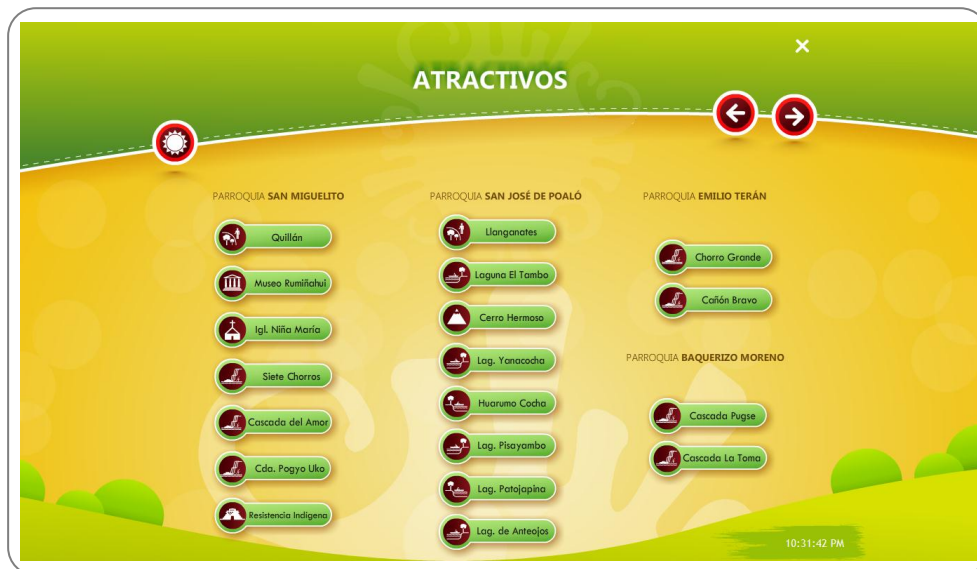 ATRACTIVOS
PARROQUIA SAN MIGUELITO
Quillán
Museo Rumiñahui
Igl. Niña María
Siete Chorros
Cascada del Amor
Cda. Pogyo Uko
Resistencia Indígena
PARROQUIA SAN JOSÉ DE POALÓ
Llanganates
Laguna El Tambo
Cerro Hermoso
Lag. Yanacocha
Huarumo Cocha
Lag. Pisayambo
Lag. Patojapina
Lag. de Anteojos
PARROQUIA EMILIO TERÁN
Chorro Grande
Cañón Bravo
PARROQUIA BAQUERIZO MORENO
Cascada Pugse
Cascada La Toma
10:31:42 PM